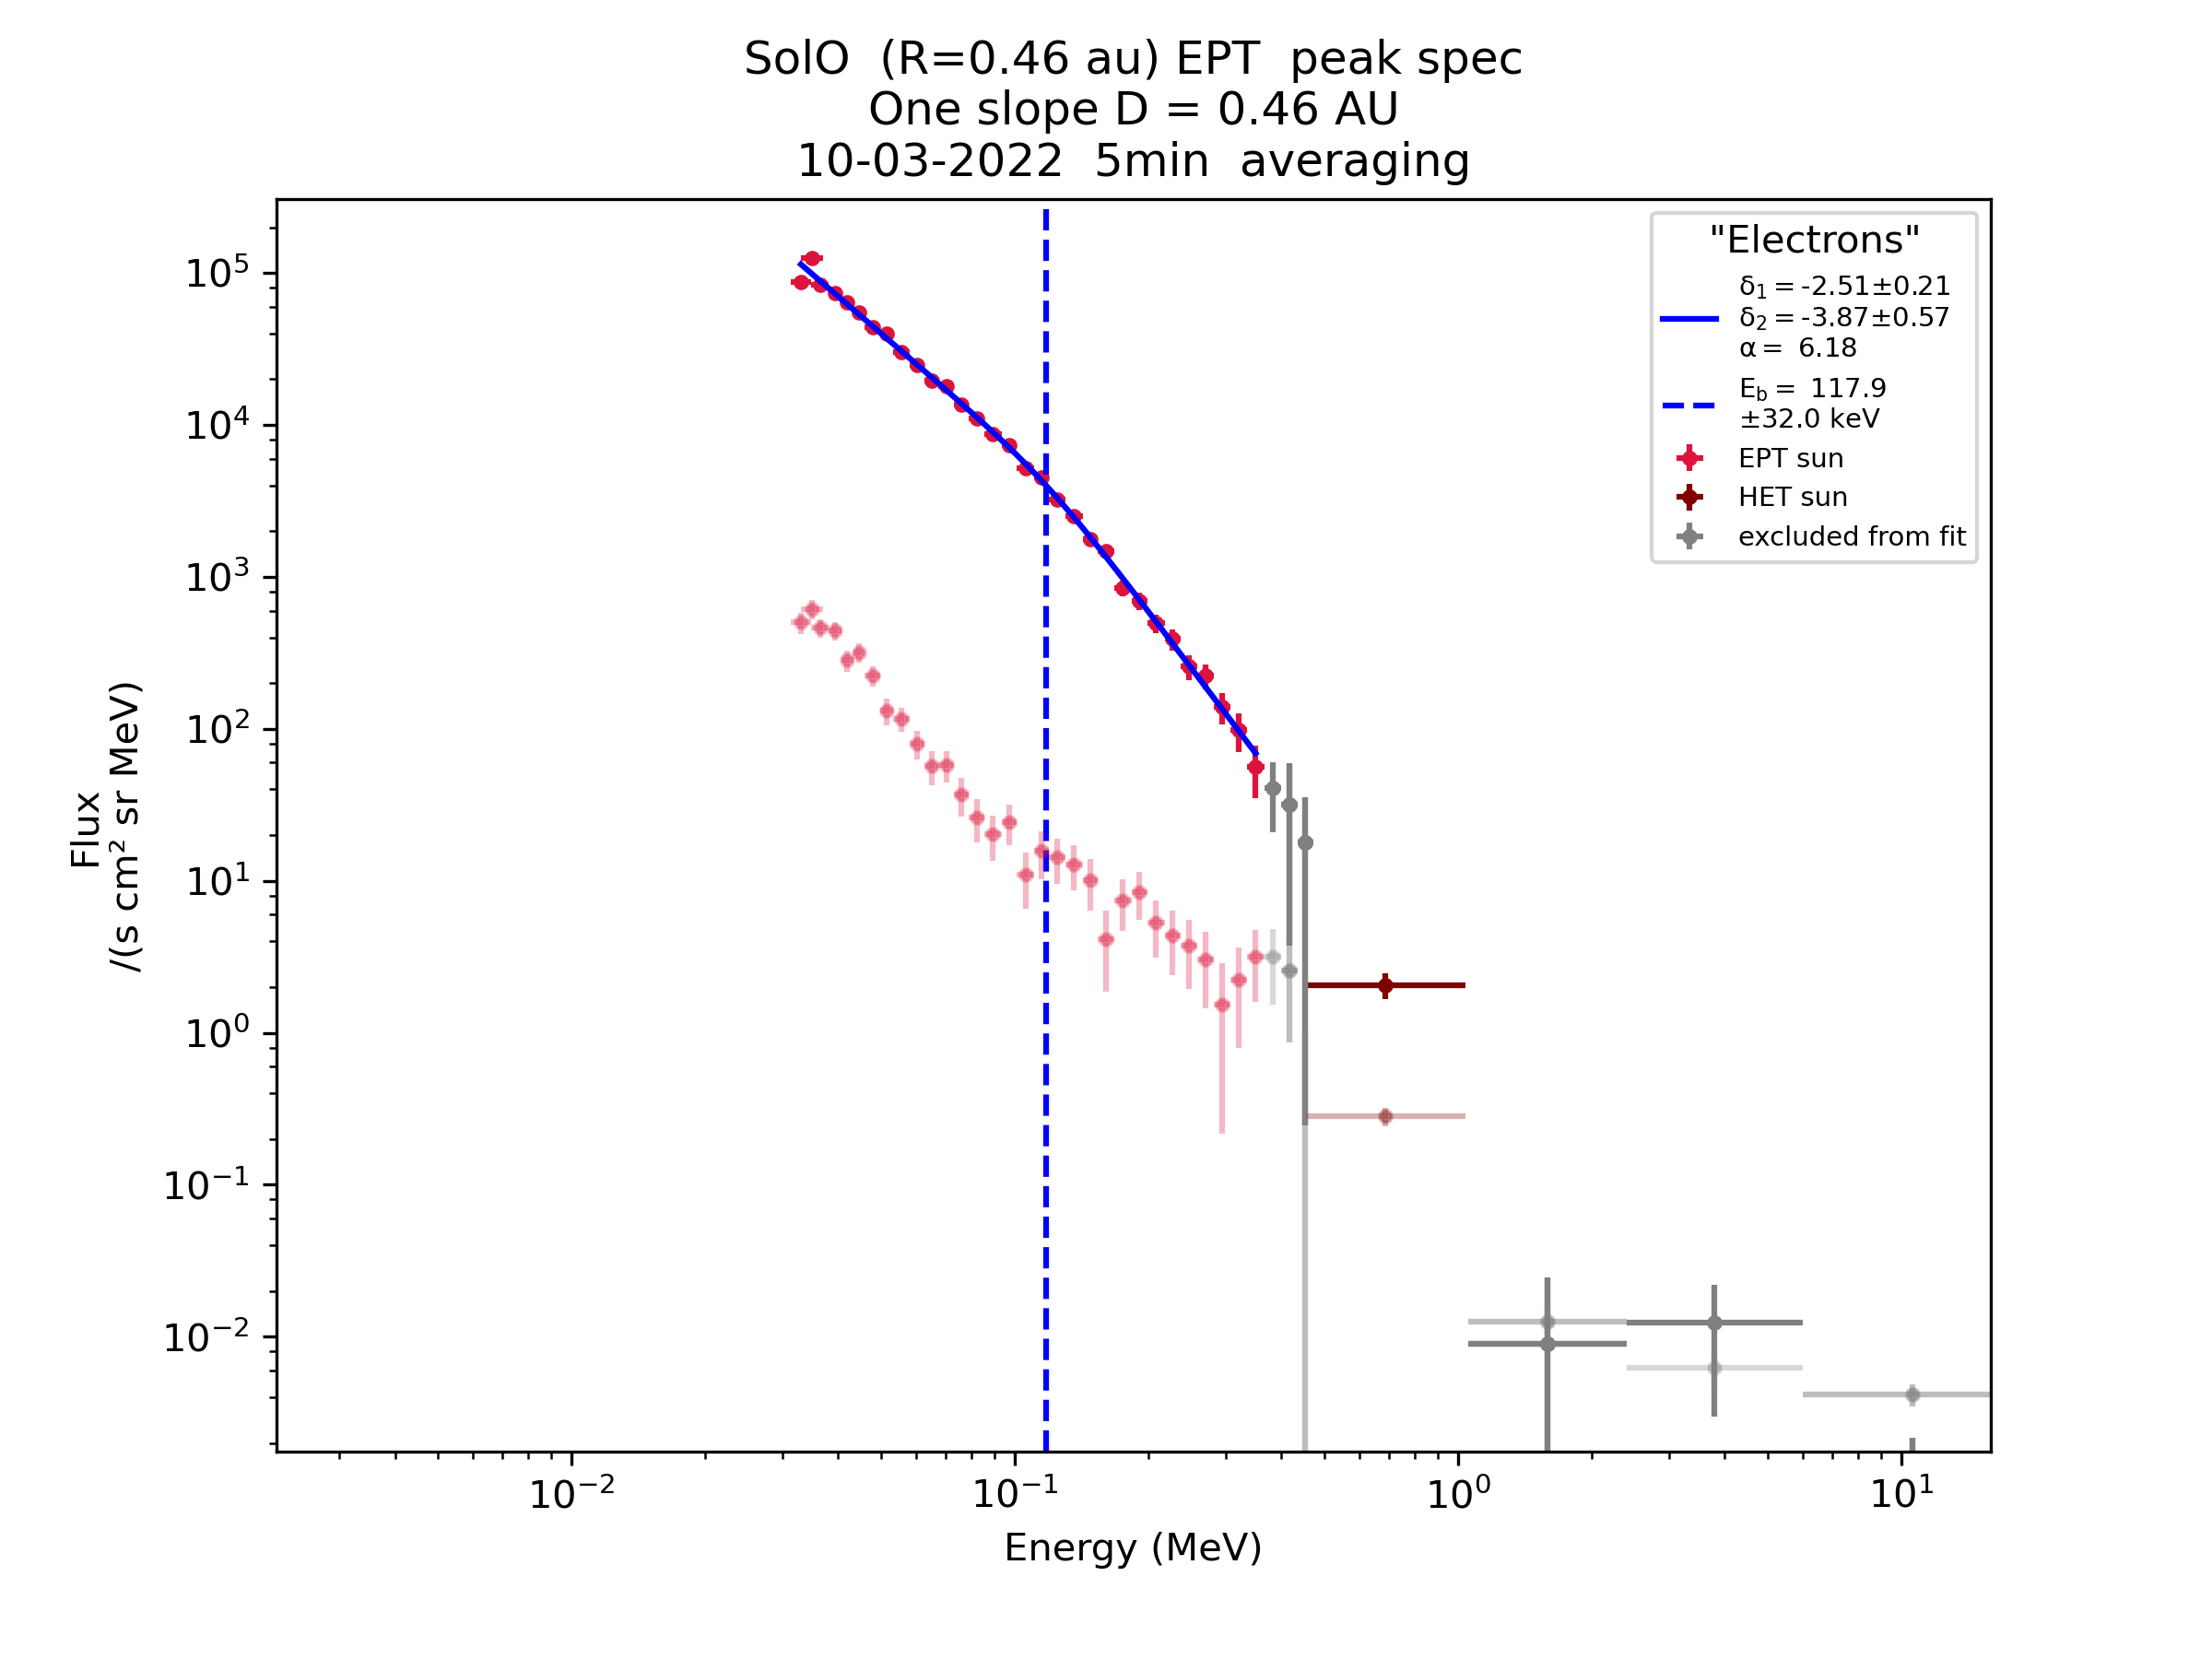 SolO  (R=0.46 au) EPT  peak spec
One slope D = 0.46 AU
10-03-2022  5min  averaging
"Electrons"
δ₁ = -2.51±0.21
δ₂ = -3.87±0.57
α = 6.18
E_b = 117.9
±32.0 keV
EPT sun
HET sun
excluded from fit
Flux
/(s cm² sr MeV)
10⁵
10⁴
10³
10²
10¹
10⁰
10⁻¹
10⁻²
10⁻² 10⁻¹ 10⁰ 10¹
Energy (MeV)